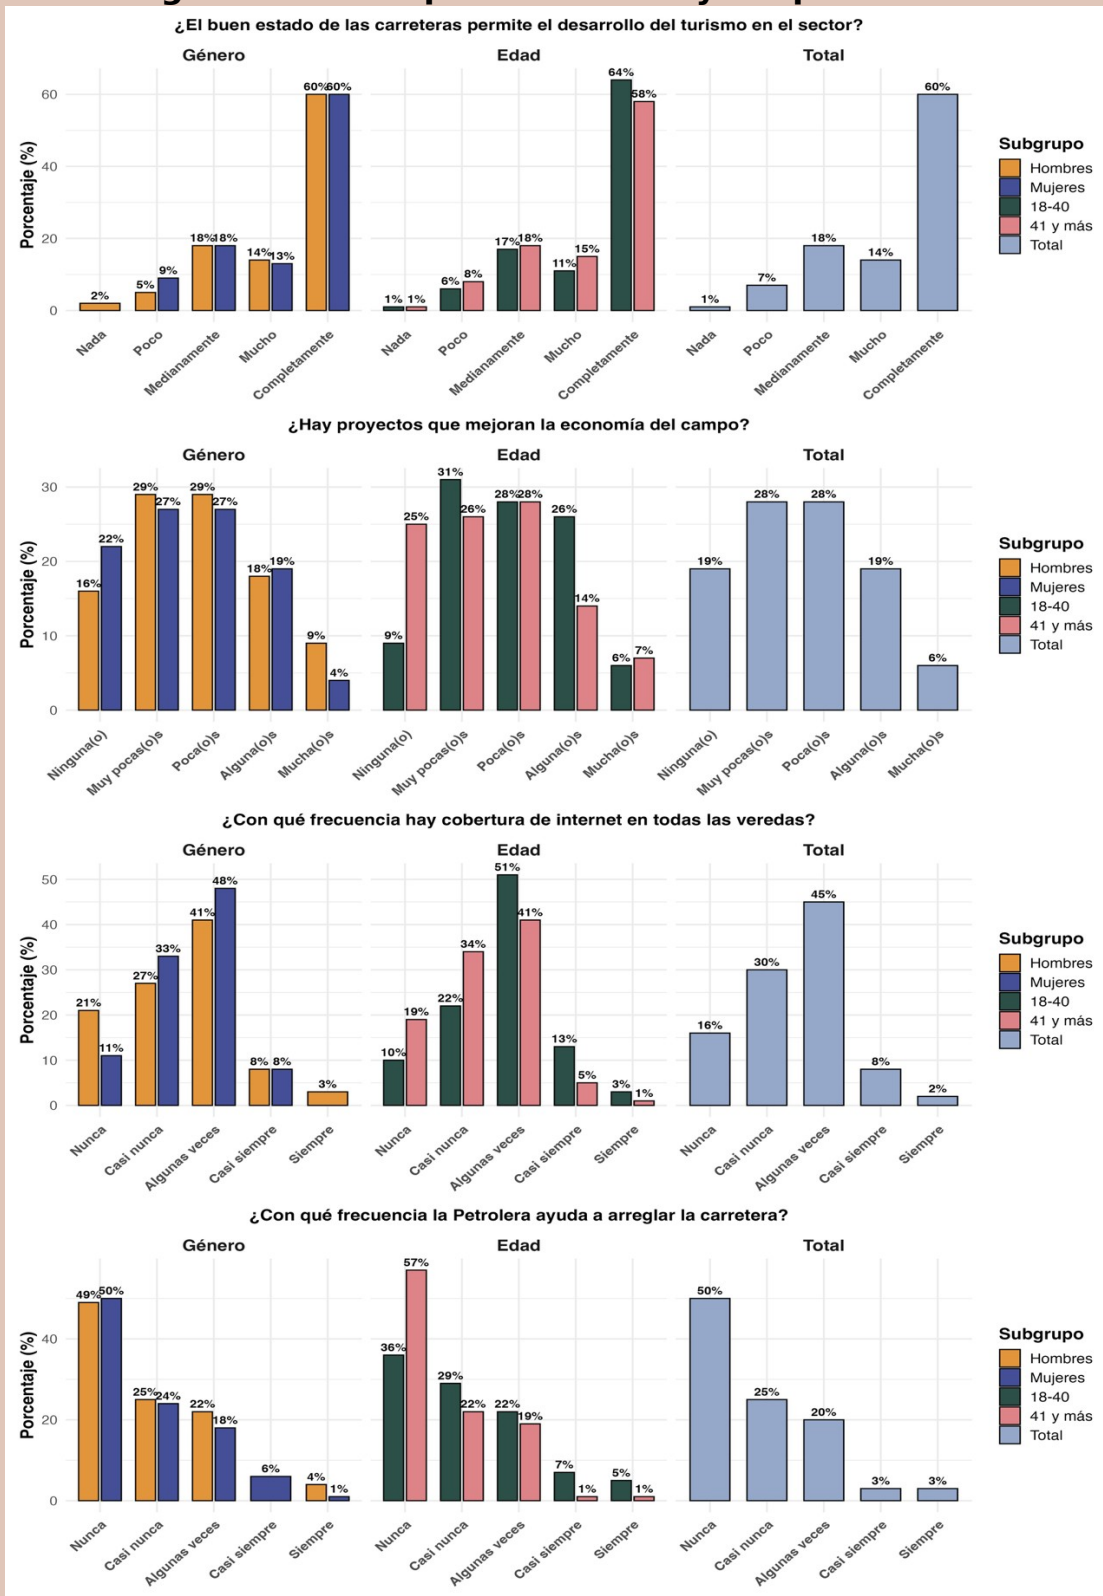 ¿El buen estado de las carreteras permite el desarrollo del turismo en el sector?
Género Edad Total
Porcentaje (%)
60
40
20
0
2% 5% 9% 18% 18% 14% 13% 60% 60%
1% 1% 6% 8% 17% 18% 11% 15% 64% 58%
1% 7% 18% 14% 60%
Nada Poco Medianamente Mucho Completamente
Nada Poco Medianamente Mucho Completamente
Nada Poco Medianamente Mucho Completamente
Subgrupo
Hombres
Mujeres
18-40
41 y más
Total
¿Hay proyectos que mejoran la economía del campo?
Género Edad Total
Porcentaje (%)
30
20
10
0
16% 22% 29% 27% 29% 27% 18% 19% 9% 4%
9% 25% 31% 26% 28% 28% 26% 14% 6% 7%
19% 28% 28% 19% 6%
Ninguna(o) Muy pocas(o)s Poca(o)s Alguna(o)s Mucha(o)s
Ninguna(o) Muy pocas(o)s Poca(o)s Alguna(o)s Mucha(o)s
Ninguna(o) Muy pocas(o)s Poca(o)s Alguna(o)s Mucha(o)s
Subgrupo
Hombres
Mujeres
18-40
41 y más
Total
¿Con qué frecuencia hay cobertura de internet en todas las veredas?
Género Edad Total
Porcentaje (%)
50
40
30
20
10
0
21% 11% 27% 33% 41% 48% 8% 8% 3%
10% 19% 22% 34% 51% 41% 13% 5% 3% 1%
16% 30% 45% 8% 2%
Nunca Casi nunca Algunas veces Casi siempre Siempre
Nunca Casi nunca Algunas veces Casi siempre Siempre
Nunca Casi nunca Algunas veces Casi siempre Siempre
Subgrupo
Hombres
Mujeres
18-40
41 y más
Total
¿Con qué frecuencia la Petrolera ayuda a arreglar la carretera?
Género Edad Total
Porcentaje (%)
40
20
0
49% 50% 25% 24% 22% 18% 6% 4% 1%
36% 57% 29% 22% 22% 19% 7% 1% 5% 1%
50% 25% 20% 3% 3%
Nunca Casi nunca Algunas veces Casi siempre Siempre
Nunca Casi nunca Algunas veces Casi siempre Siempre
Nunca Casi nunca Algunas veces Casi siempre Siempre
Subgrupo
Hombres
Mujeres
18-40
41 y más
Total